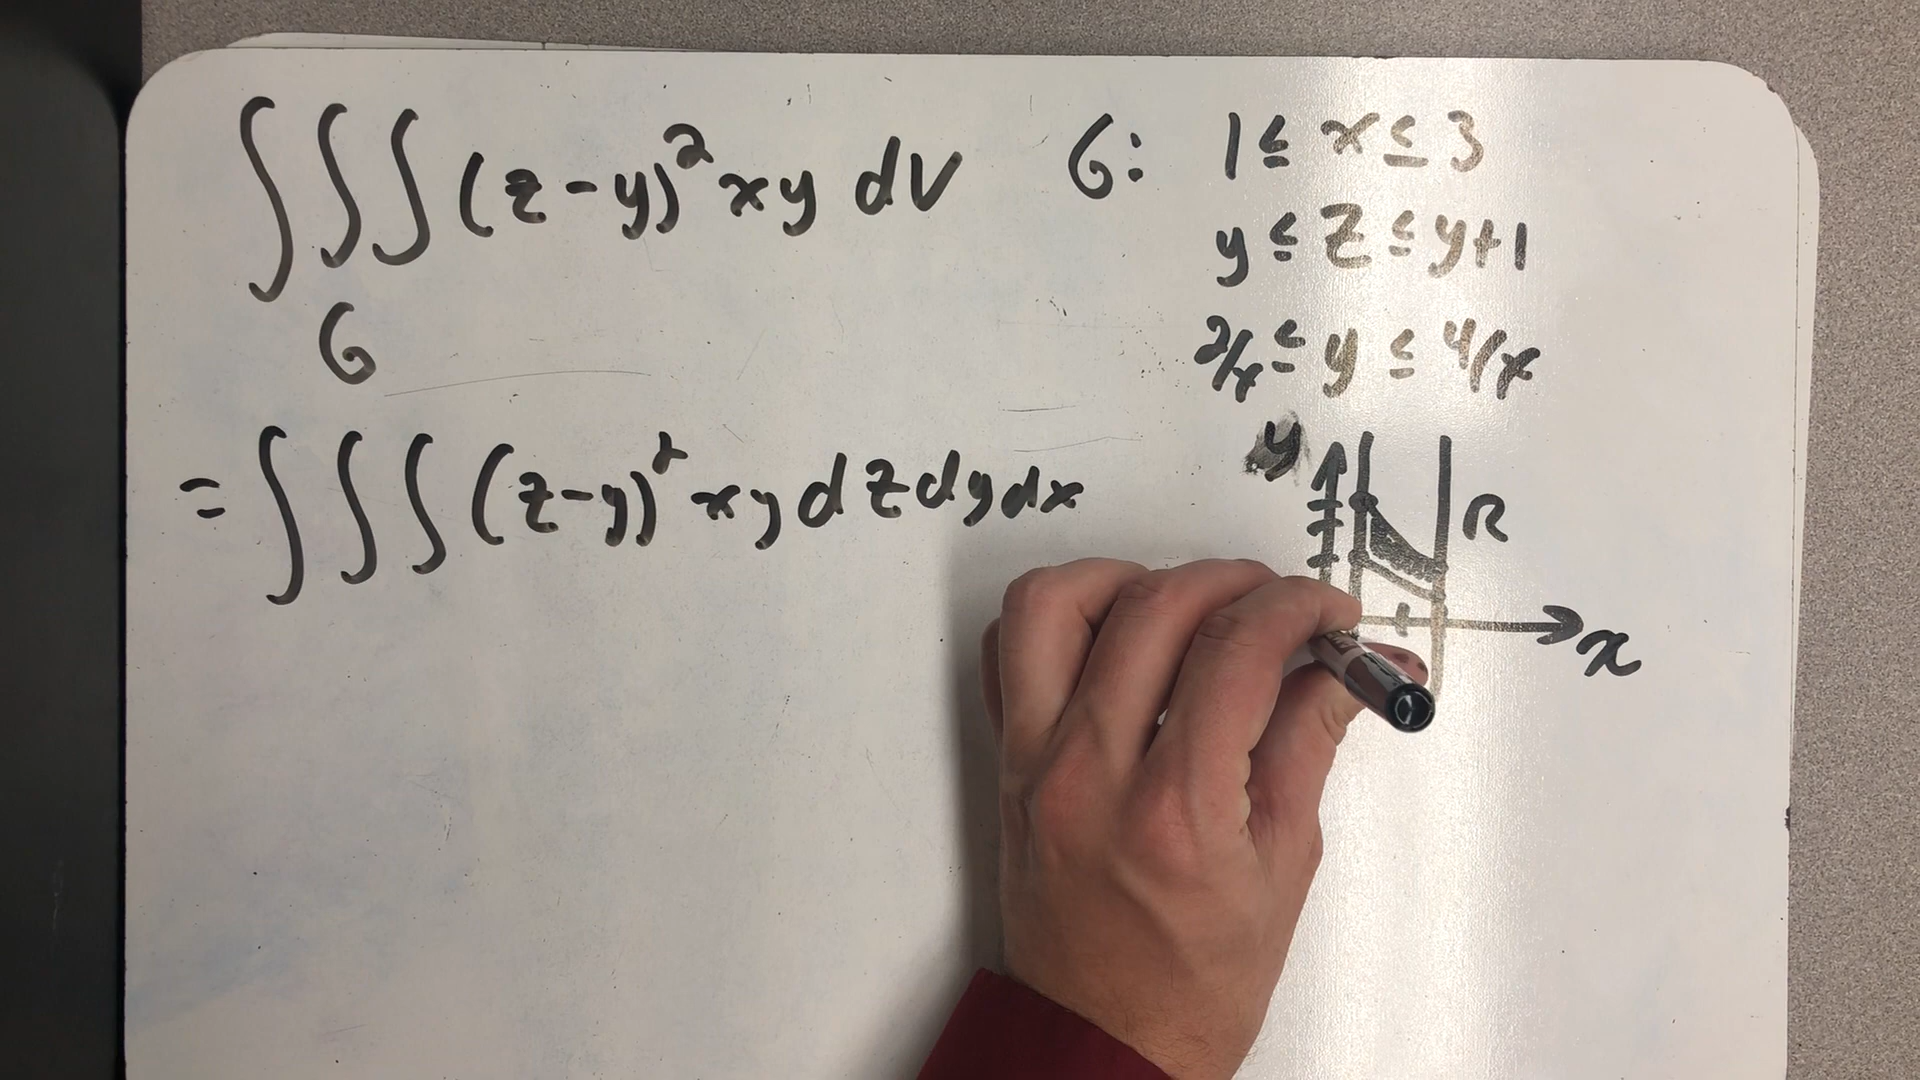 ∫∫∫ (z-y)² xy dV G: 1 ≤ x ≤ 3
G
y ≤ z ≤ y+1
2/x ≤ y ≤ 4/x
= ∫∫∫ (z-y)² xy dz dy dx
y
R
x